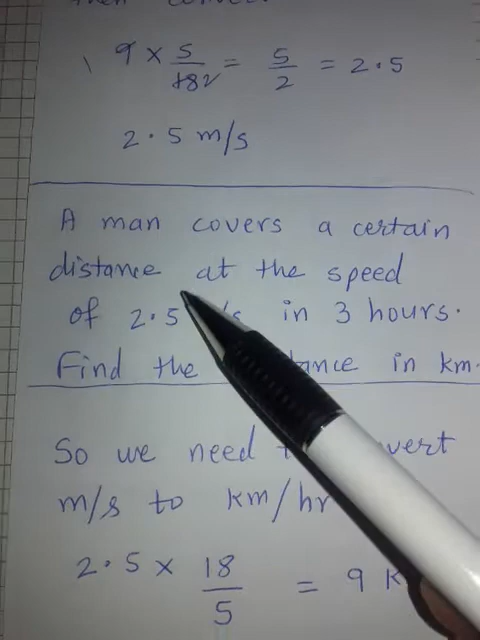 9 × 5/18 2 = 5/2 = 2.5
2.5 m/s
A man covers a certain
distance at the speed
of 2.5 /s in 3 hours.
Find the in km.
So we need
m/s to km/hr
2.5 × 18/5 = 9 K